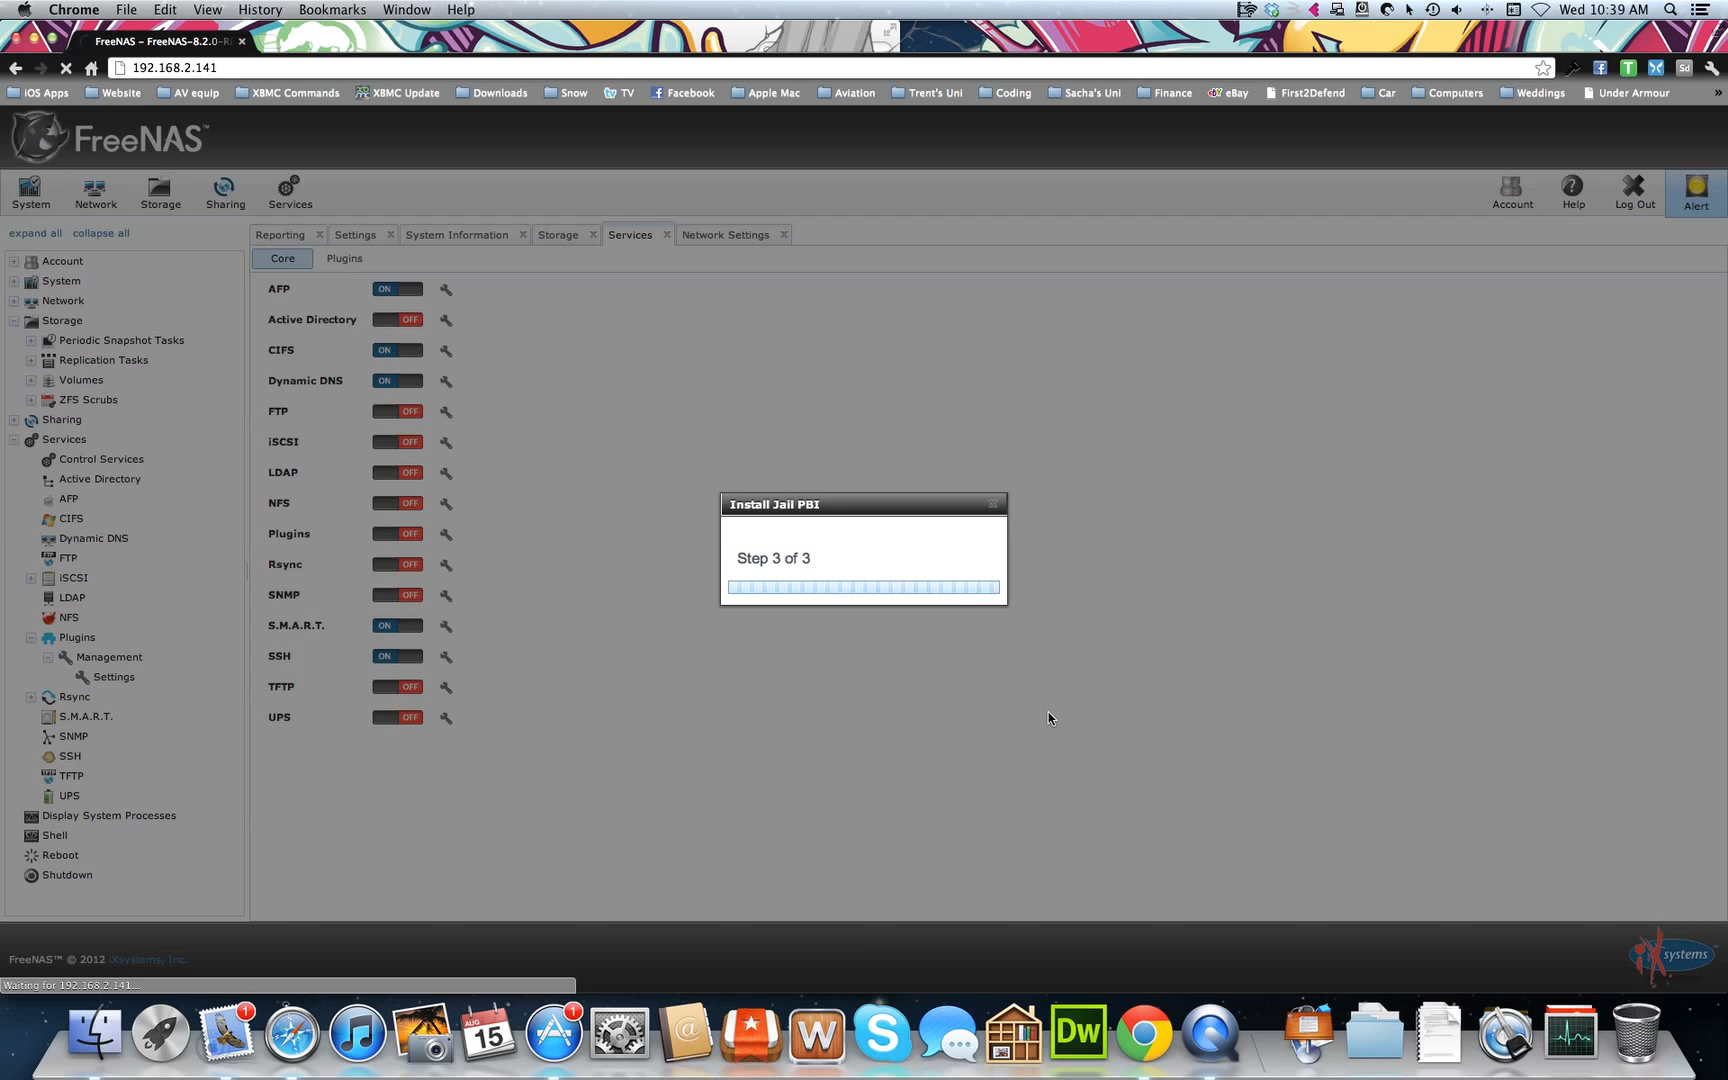 Chrome File Edit View History Bookmarks Window Help Wed 10:39 AM
FreeNAS – FreeNAS-8.2.0-R
192.168.2.141
iOS Apps Website AV equip XBMC Commands XBMC Update Downloads Snow TV Facebook Apple Mac Aviation Trent's Uni Coding Sacha's Uni Finance eBay First2Defend Car Computers Weddings Under Armour »
FreeNAS™
System Network Storage Sharing Services Account Help Log Out Alert
expand all collapse all
Reporting Settings System Information Storage Services Network Settings
Core Plugins
Account
System
Network
Storage
Periodic Snapshot Tasks
Replication Tasks
Volumes
ZFS Scrubs
Sharing
Services
Control Services
Active Directory
AFP
CIFS
Dynamic DNS
FTP
iSCSI
LDAP
NFS
Plugins
Management
Settings
Rsync
S.M.A.R.T.
SNMP
SSH
TFTP
UPS
Display System Processes
Shell
Reboot
Shutdown
AFP ON
Active Directory OFF
CIFS ON
Dynamic DNS ON
FTP OFF
iSCSI OFF
LDAP OFF
NFS OFF
Plugins OFF
Rsync OFF
SNMP OFF
S.M.A.R.T. ON
SSH ON
TFTP OFF
UPS OFF
Install Jail PBI
Step 3 of 3
FreeNAS™ © 2012 iXsystems, Inc.
iXsystems
Waiting for 192.168.2.141...
1
AUG
15
1
W
S
Dw